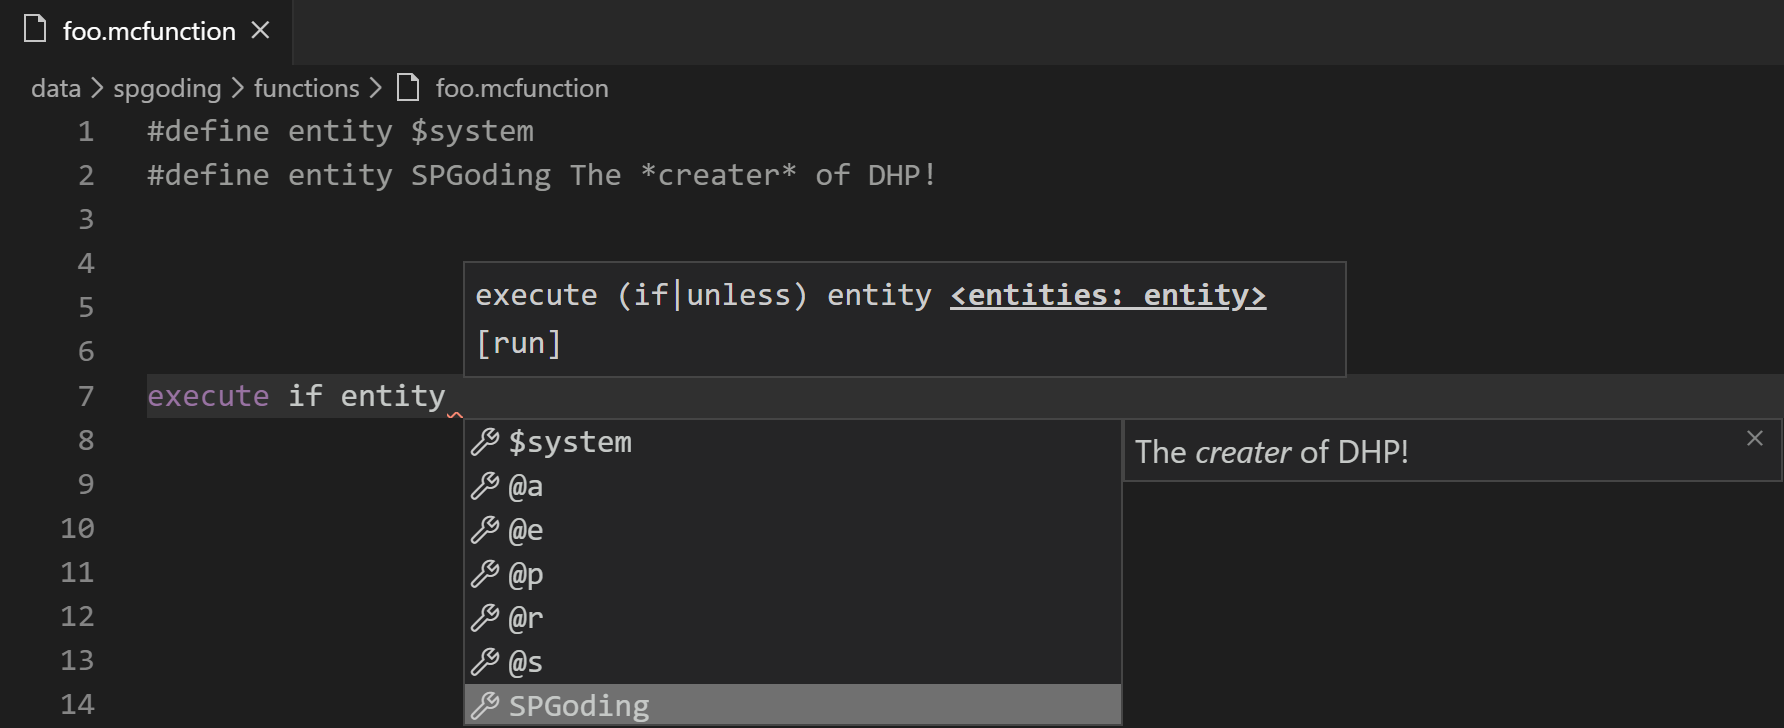 foo.mcfunction
data > spgoding > functions > foo.mcfunction
1 #define entity $system
2 #define entity SPGoding The *creater* of DHP!
3
4
execute (if|unless) entity <entities: entity>
5
[run]
6
7 execute if entity
8 $system
The creater of DHP!
9 @a
10 @e
11 @p
12 @r
13 @s
14 SPGoding